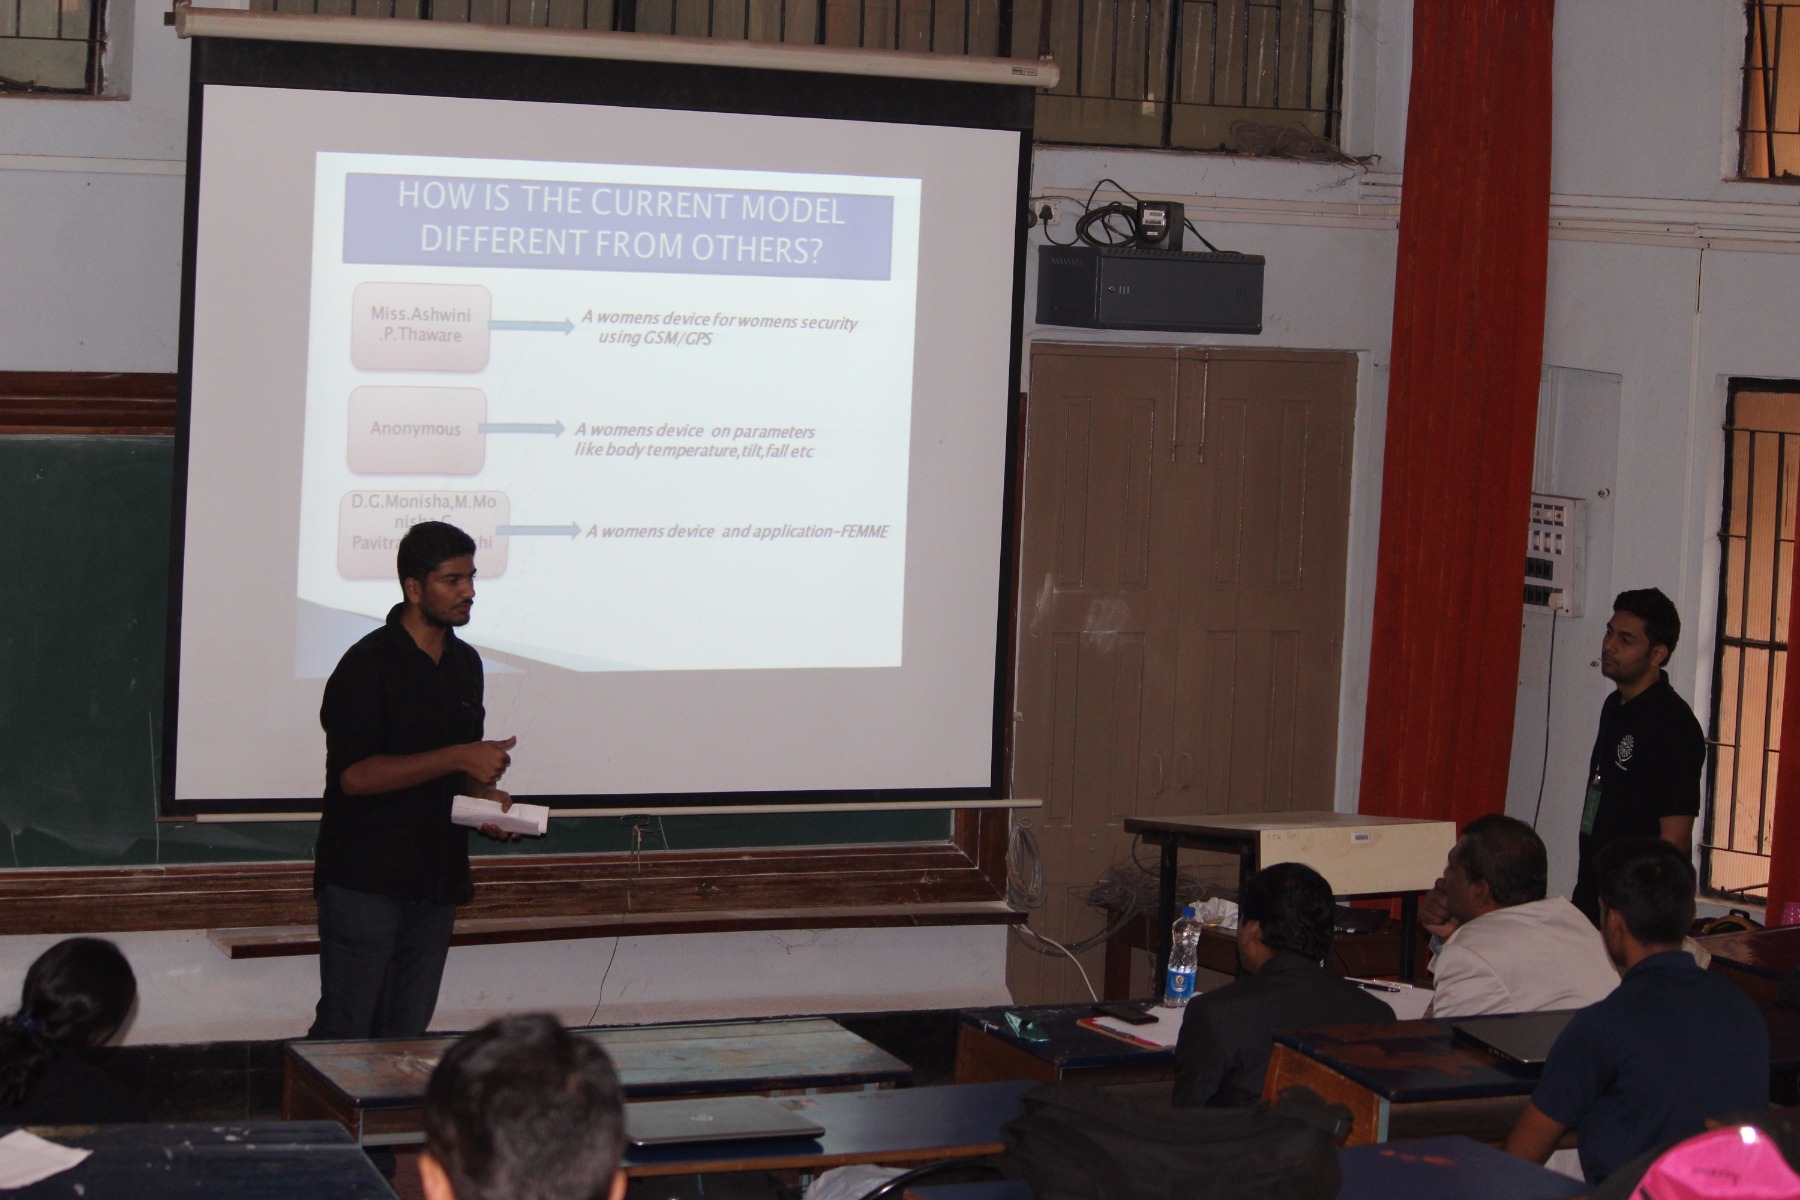 HOW IS THE CURRENT MODEL
DIFFERENT FROM OTHERS?
Miss.Ashwini
.P.Thaware
A womens device for womens security
using GSM/GPS
Anonymous
A womens device on parameters
like body temperature,tilt,fall etc
D.G.Monisha,M.Mo
A womens device and application-FEMME